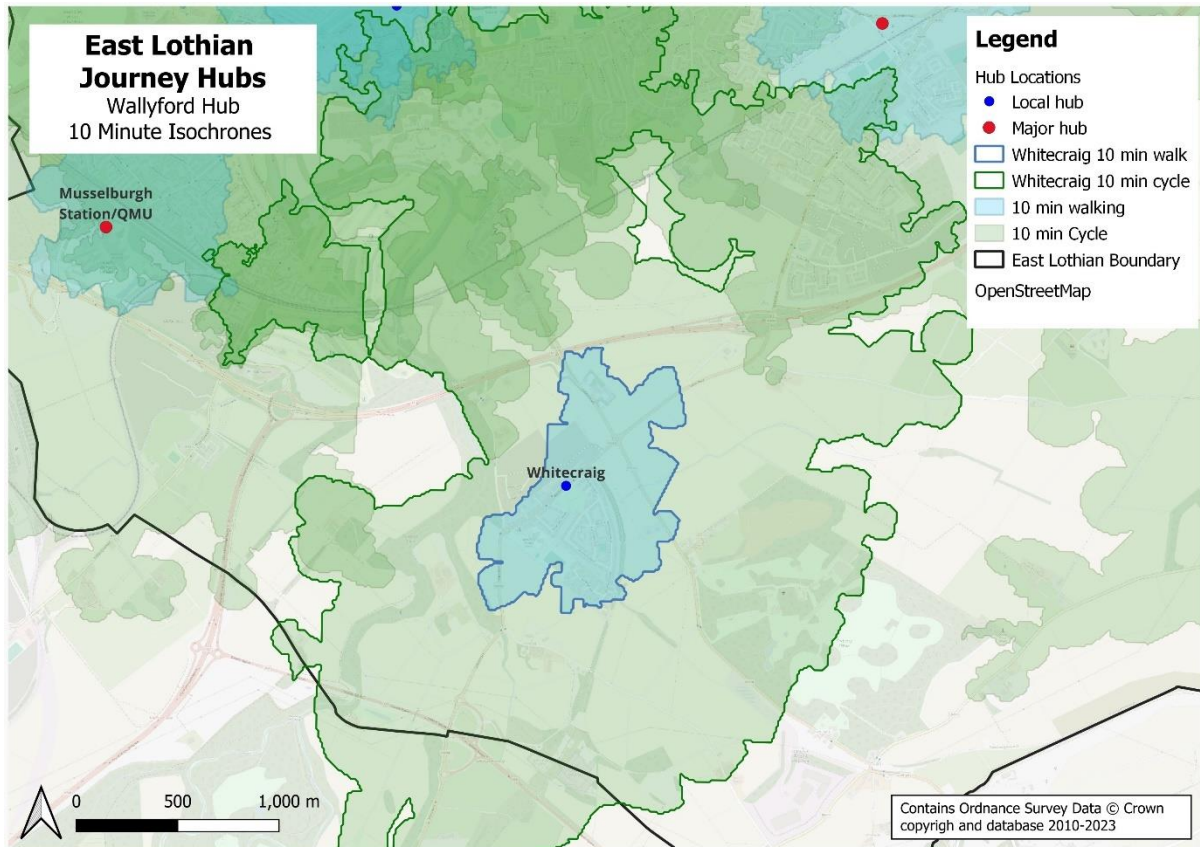 East Lothian
Journey Hubs
Wallyford Hub
10 Minute Isochrones
Legend
Hub Locations
Local hub
Major hub
Whitecraig 10 min walk
Whitecraig 10 min cycle
10 min walking
10 min Cycle
East Lothian Boundary
OpenStreetMap
Musselburgh
Station/QMU
Whitecraig
0 500 1,000 m
Contains Ordnance Survey Data © Crown
copyrigh and database 2010-2023